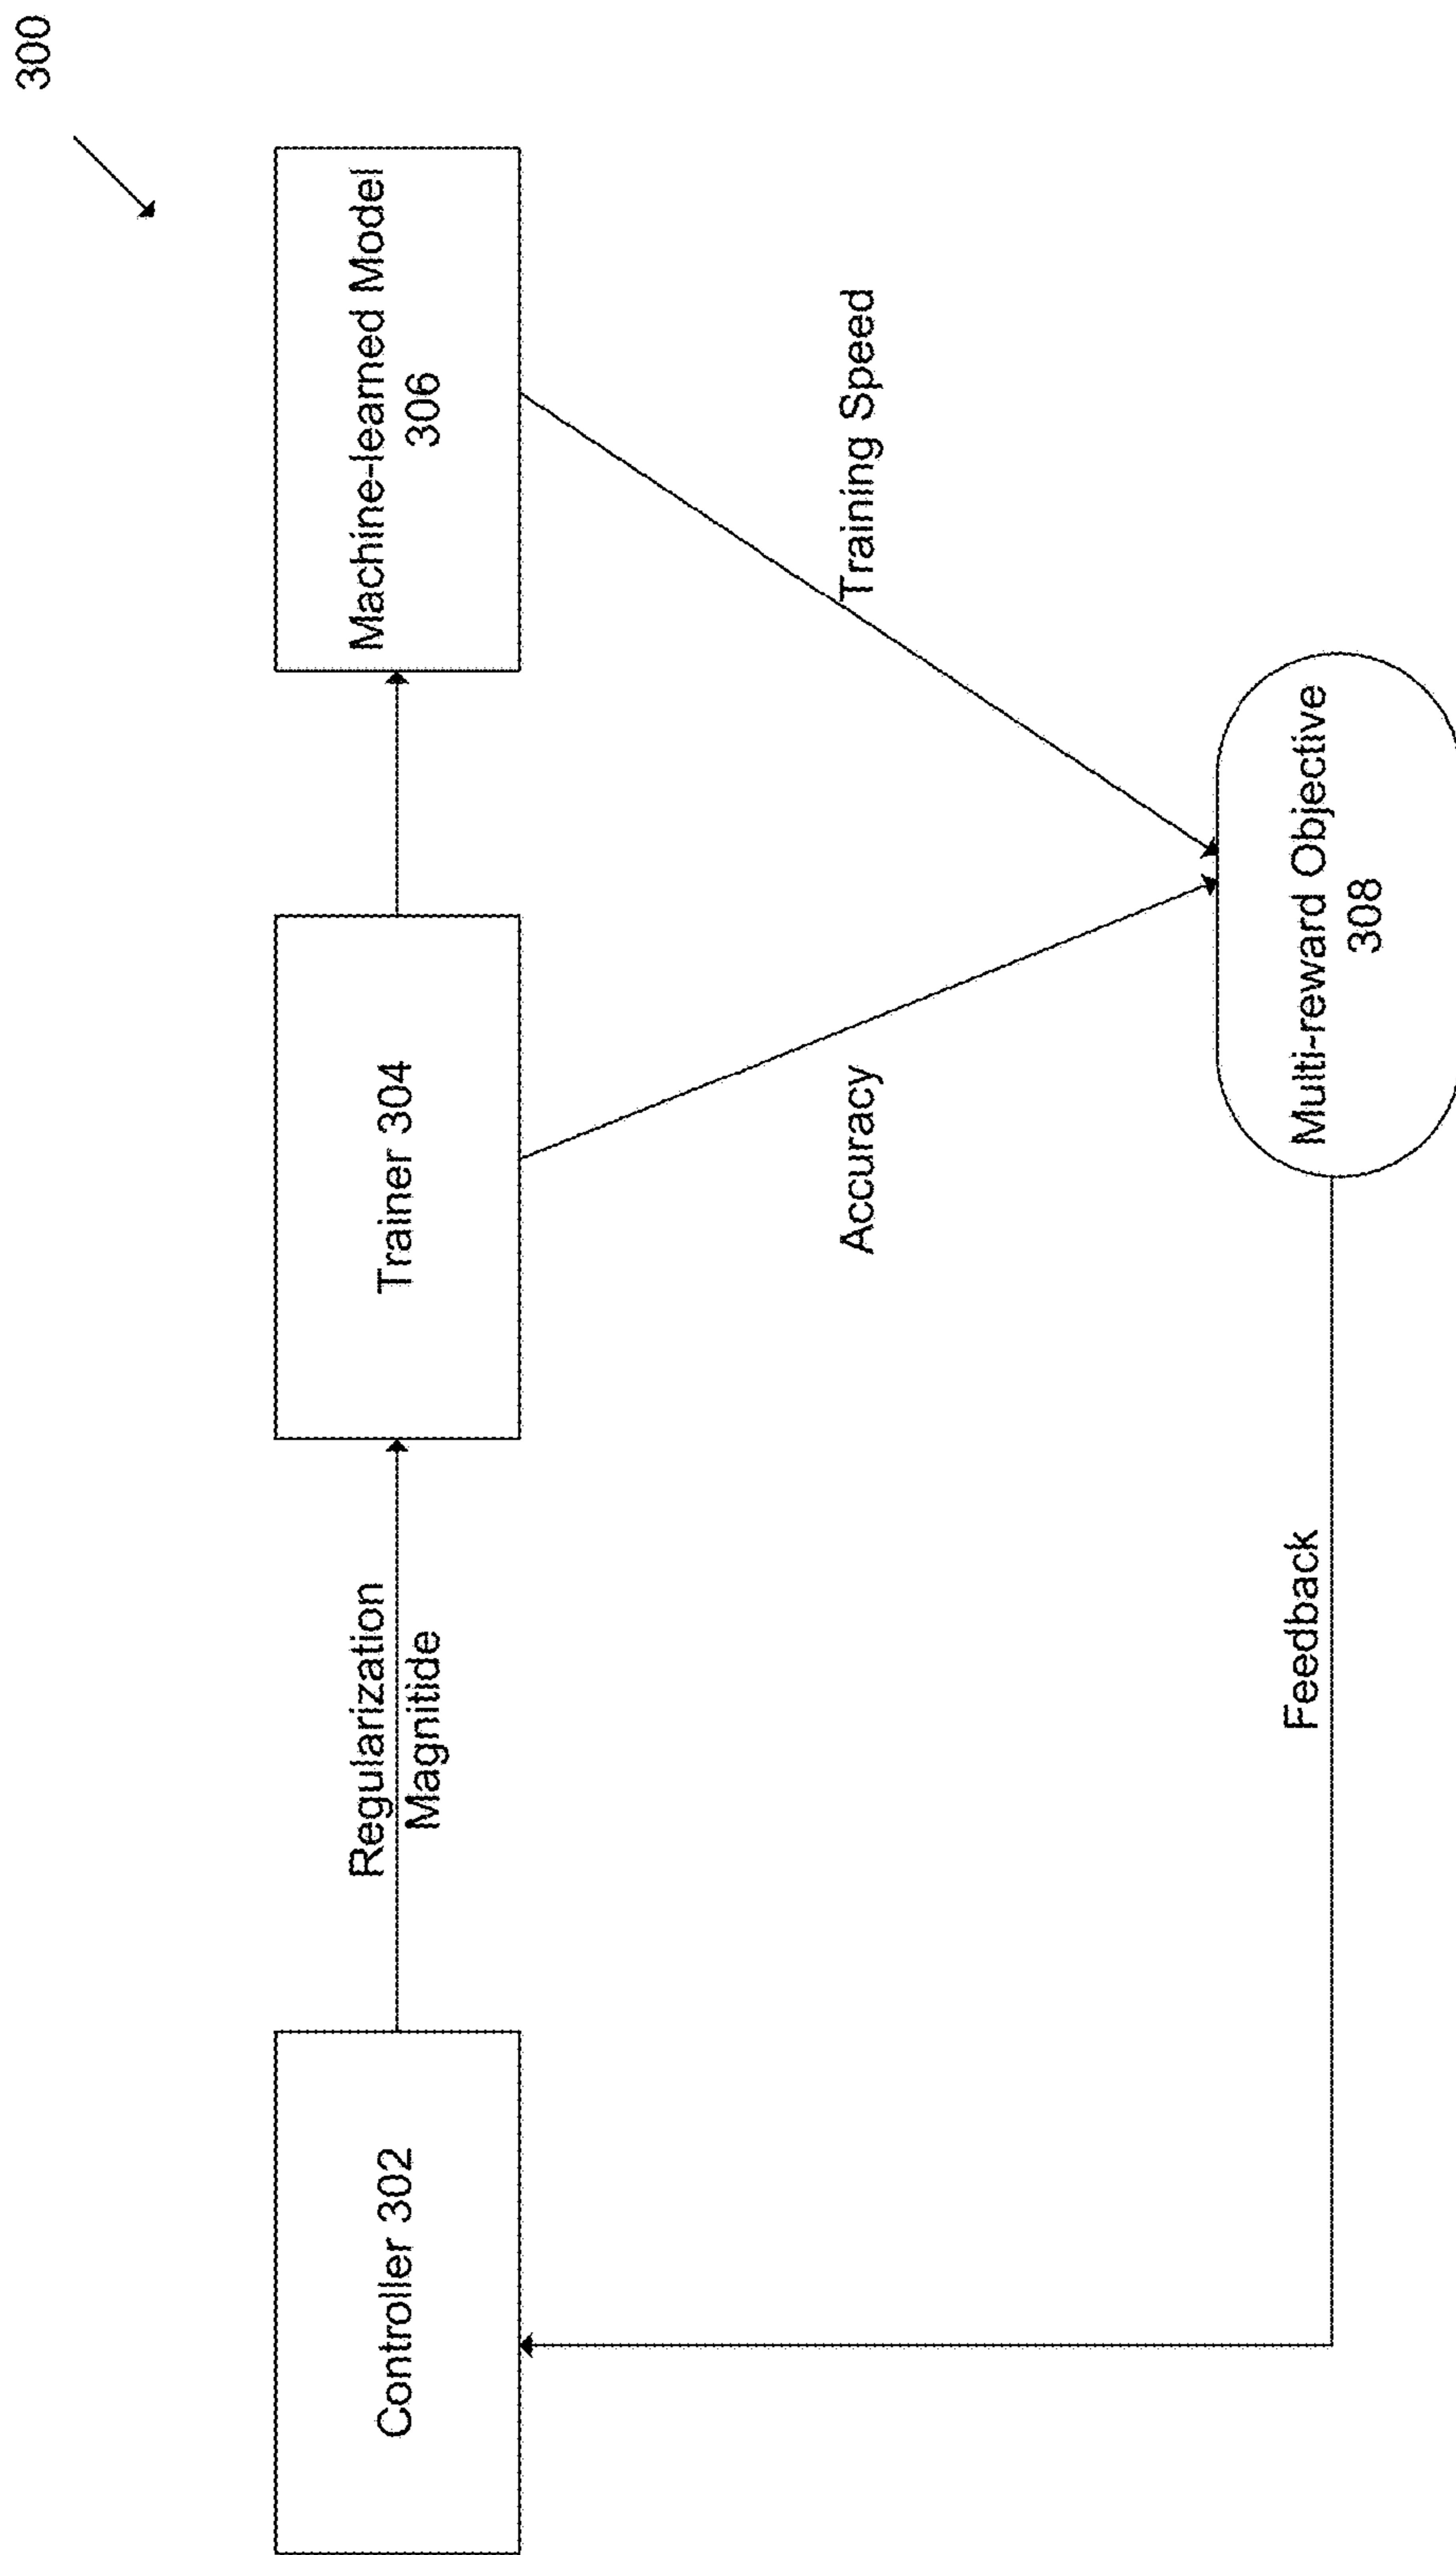 300
Controller 302
Regularization
Magnitide
Trainer 304
Machine-learned Model
306
Accuracy
Training Speed
Feedback
Multi-reward Objective
308